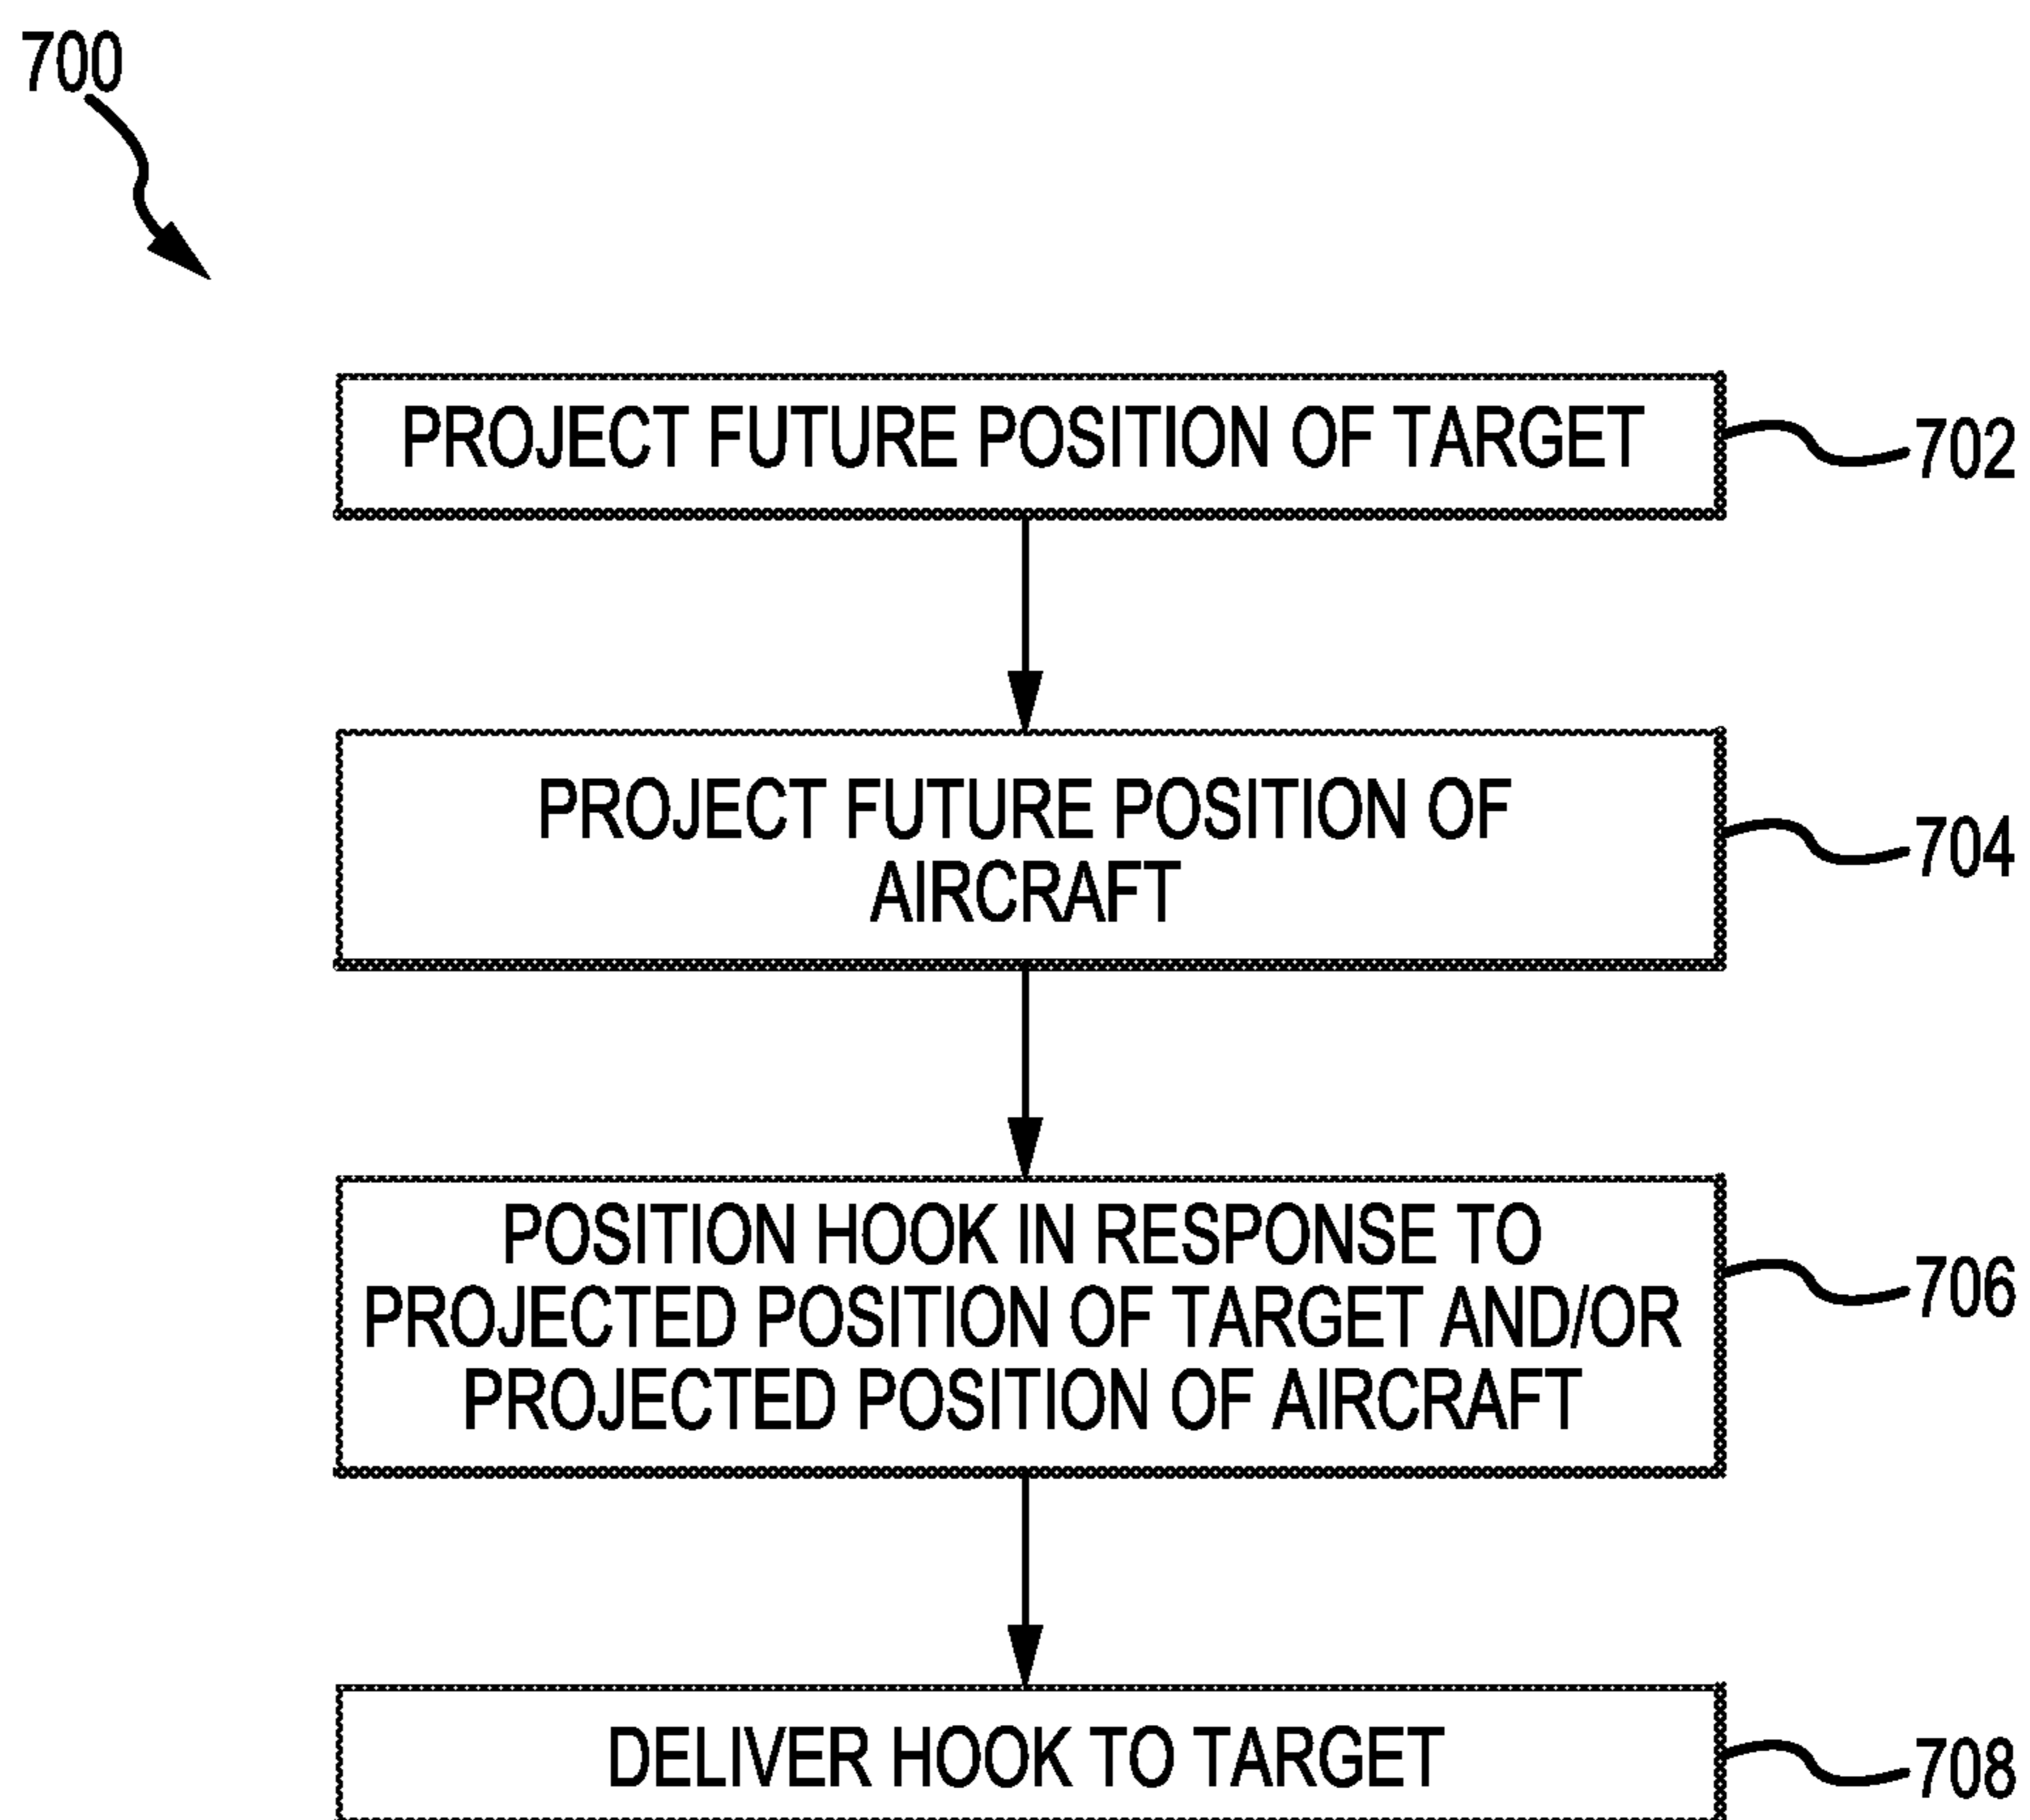 700
PROJECT FUTURE POSITION OF TARGET
702
PROJECT FUTURE POSITION OF
AIRCRAFT
704
POSITION HOOK IN RESPONSE TO
PROJECTED POSITION OF TARGET AND/OR
PROJECTED POSITION OF AIRCRAFT
706
DELIVER HOOK TO TARGET
708